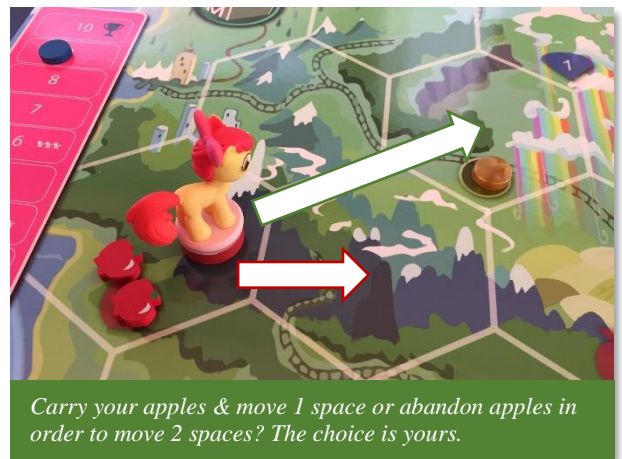 10
8
7
6
1
Carry your apples & move 1 space or abandon apples in
order to move 2 spaces? The choice is yours.